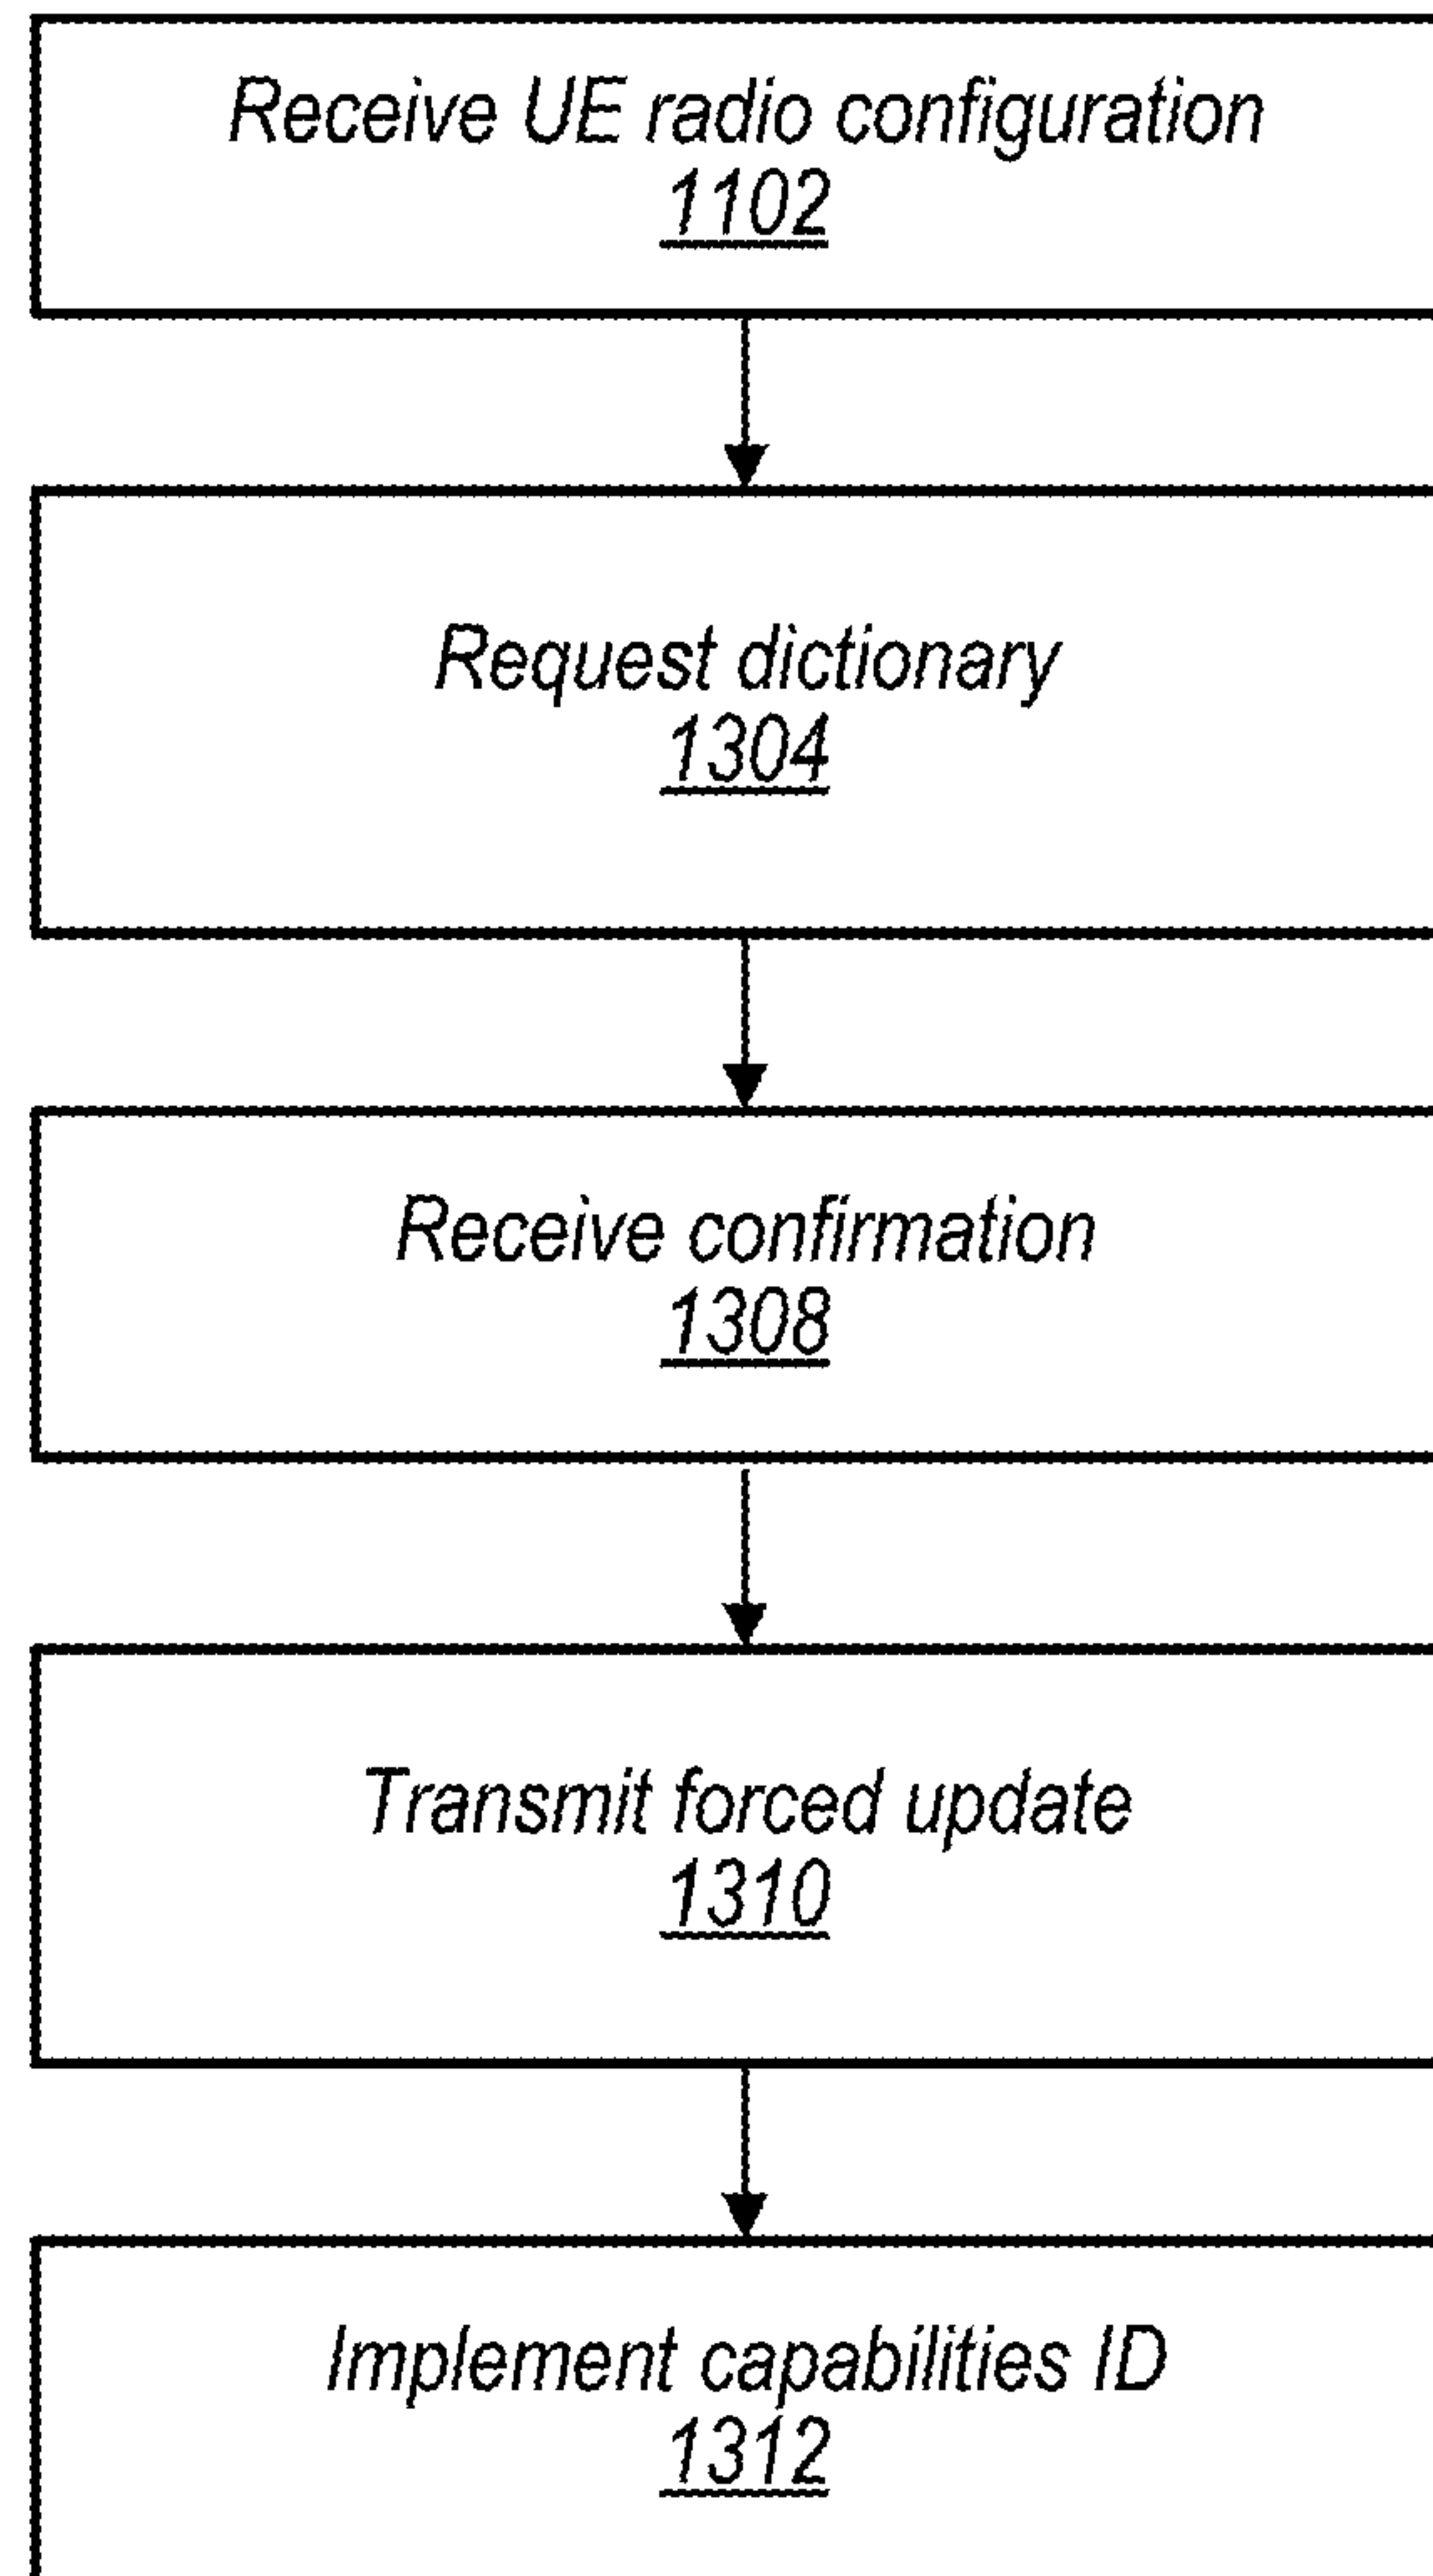 Receive UE radio configuration
1102
Request dictionary
1304
Receive confirmation
1308
Transmit forced update
1310
Implement capabilities ID
1312